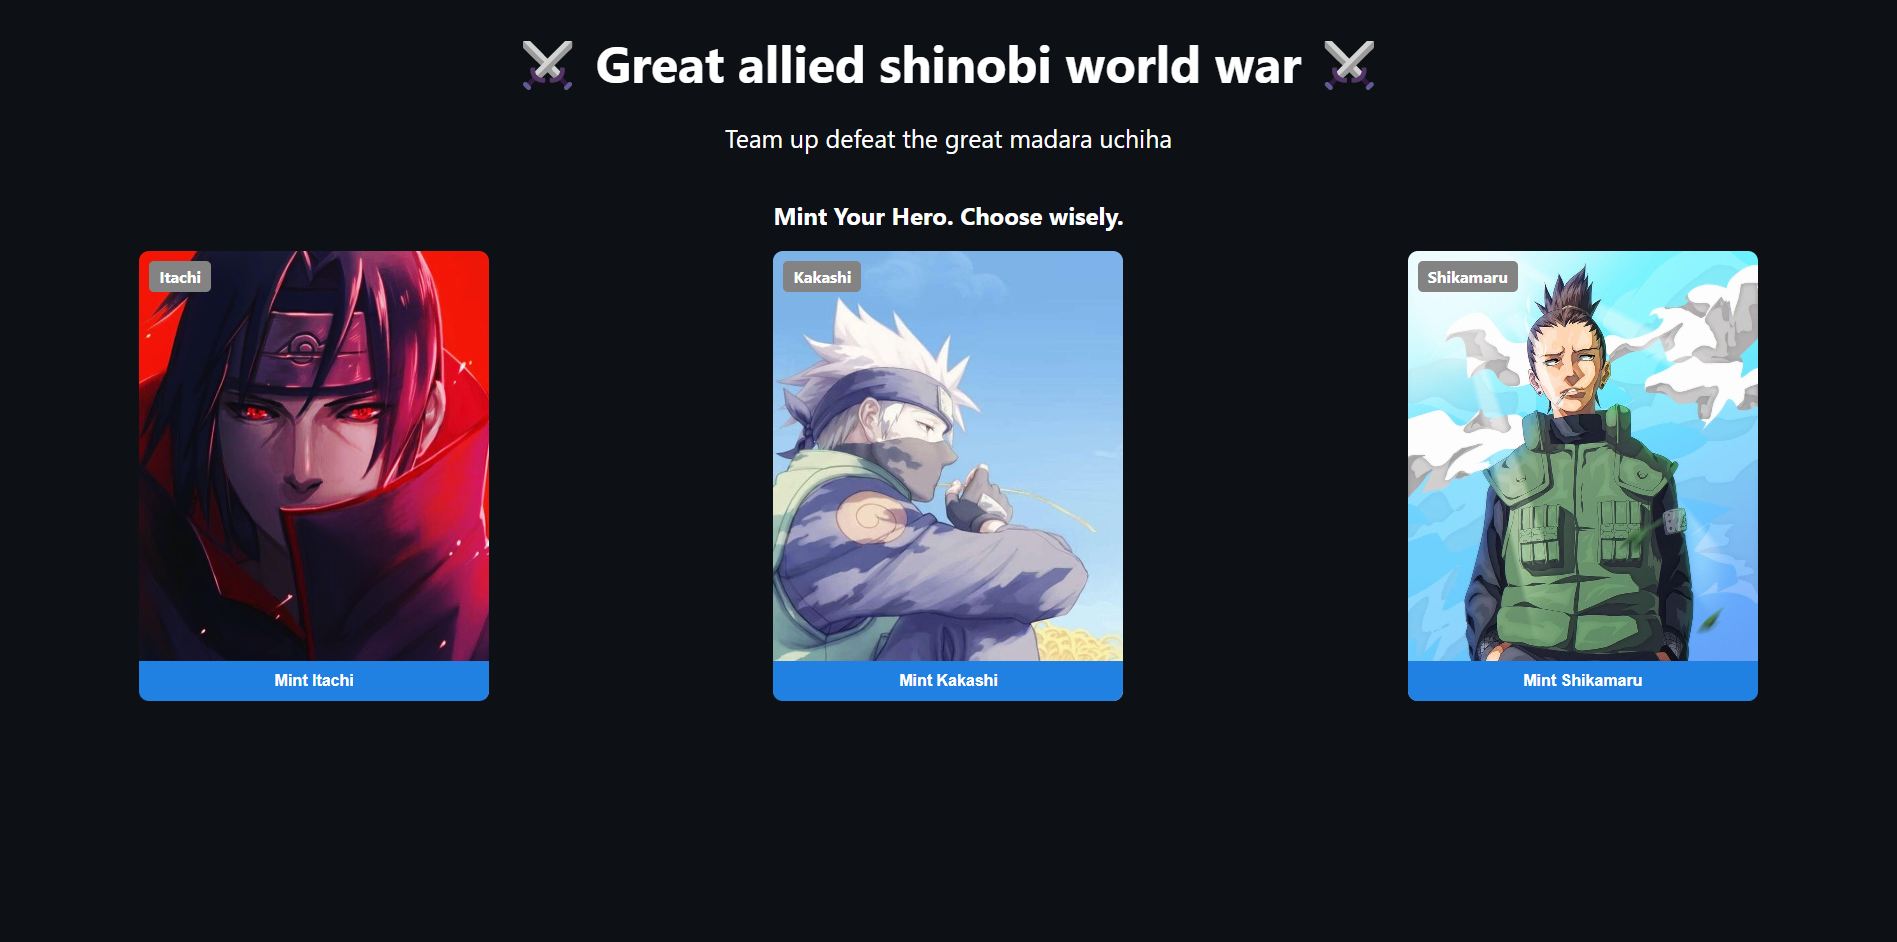 ⚔️ Great allied shinobi world war ⚔️
Team up defeat the great madara uchiha
Mint Your Hero. Choose wisely.
Itachi
Kakashi
Shikamaru
Mint Itachi
Mint Kakashi
Mint Shikamaru